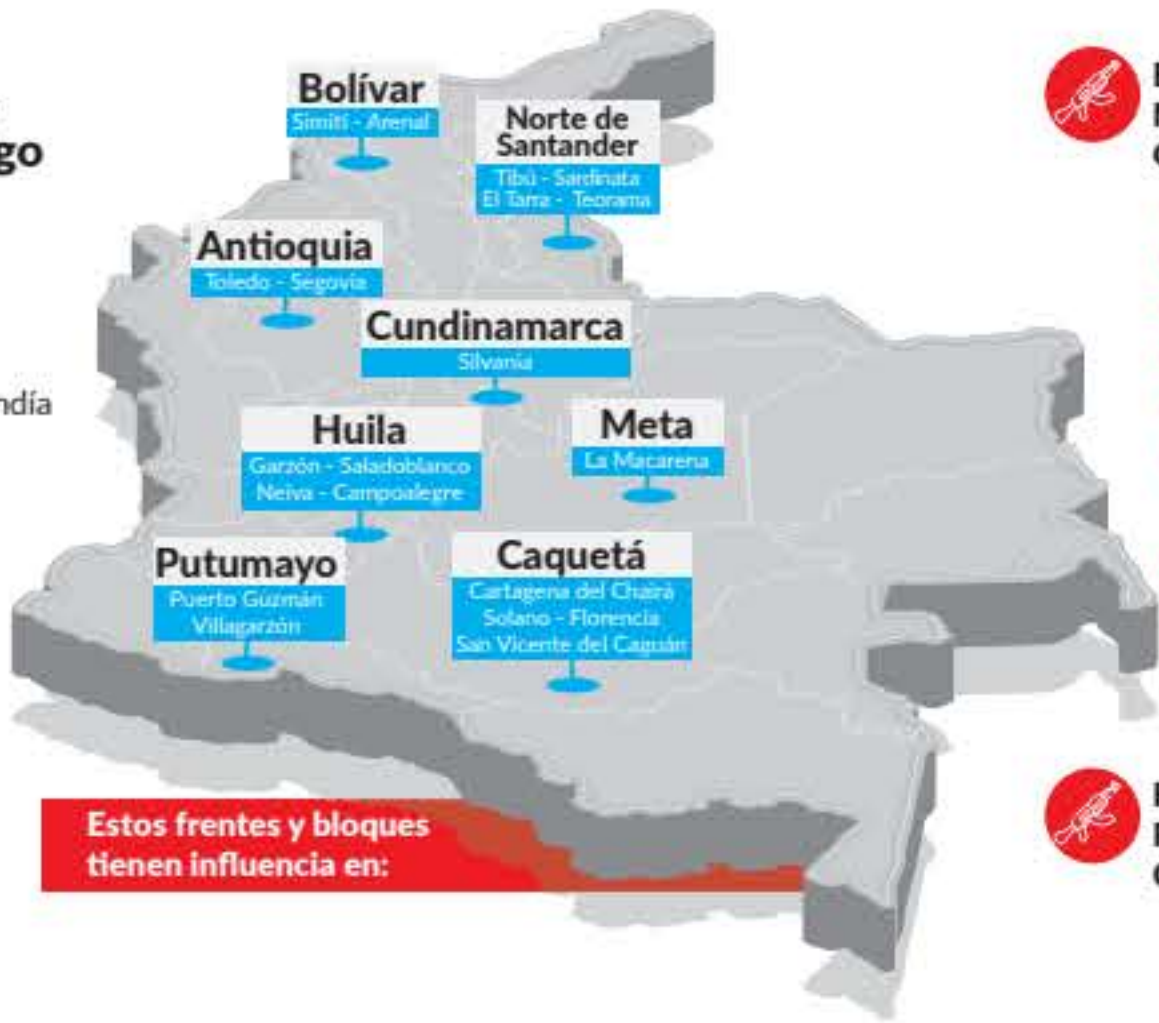 Bolívar
Simití - Arenal
Norte de
Santander
Tibú - Sardinata
El Tarra - Teorama
go
Antioquia
Toledo - Segovia
Cundinamarca
Silvania
ndía
Huila
Garzón - Saladoblanco
Neiva - Campoalegre
Meta
La Macarena
Putumayo
Puerto Guzmán
Villagarzón
Caquetá
Cartagena del Chairá
Solano - Florencia
San Vicente del Caguán
Estos frentes y bloques
tienen influencia en: